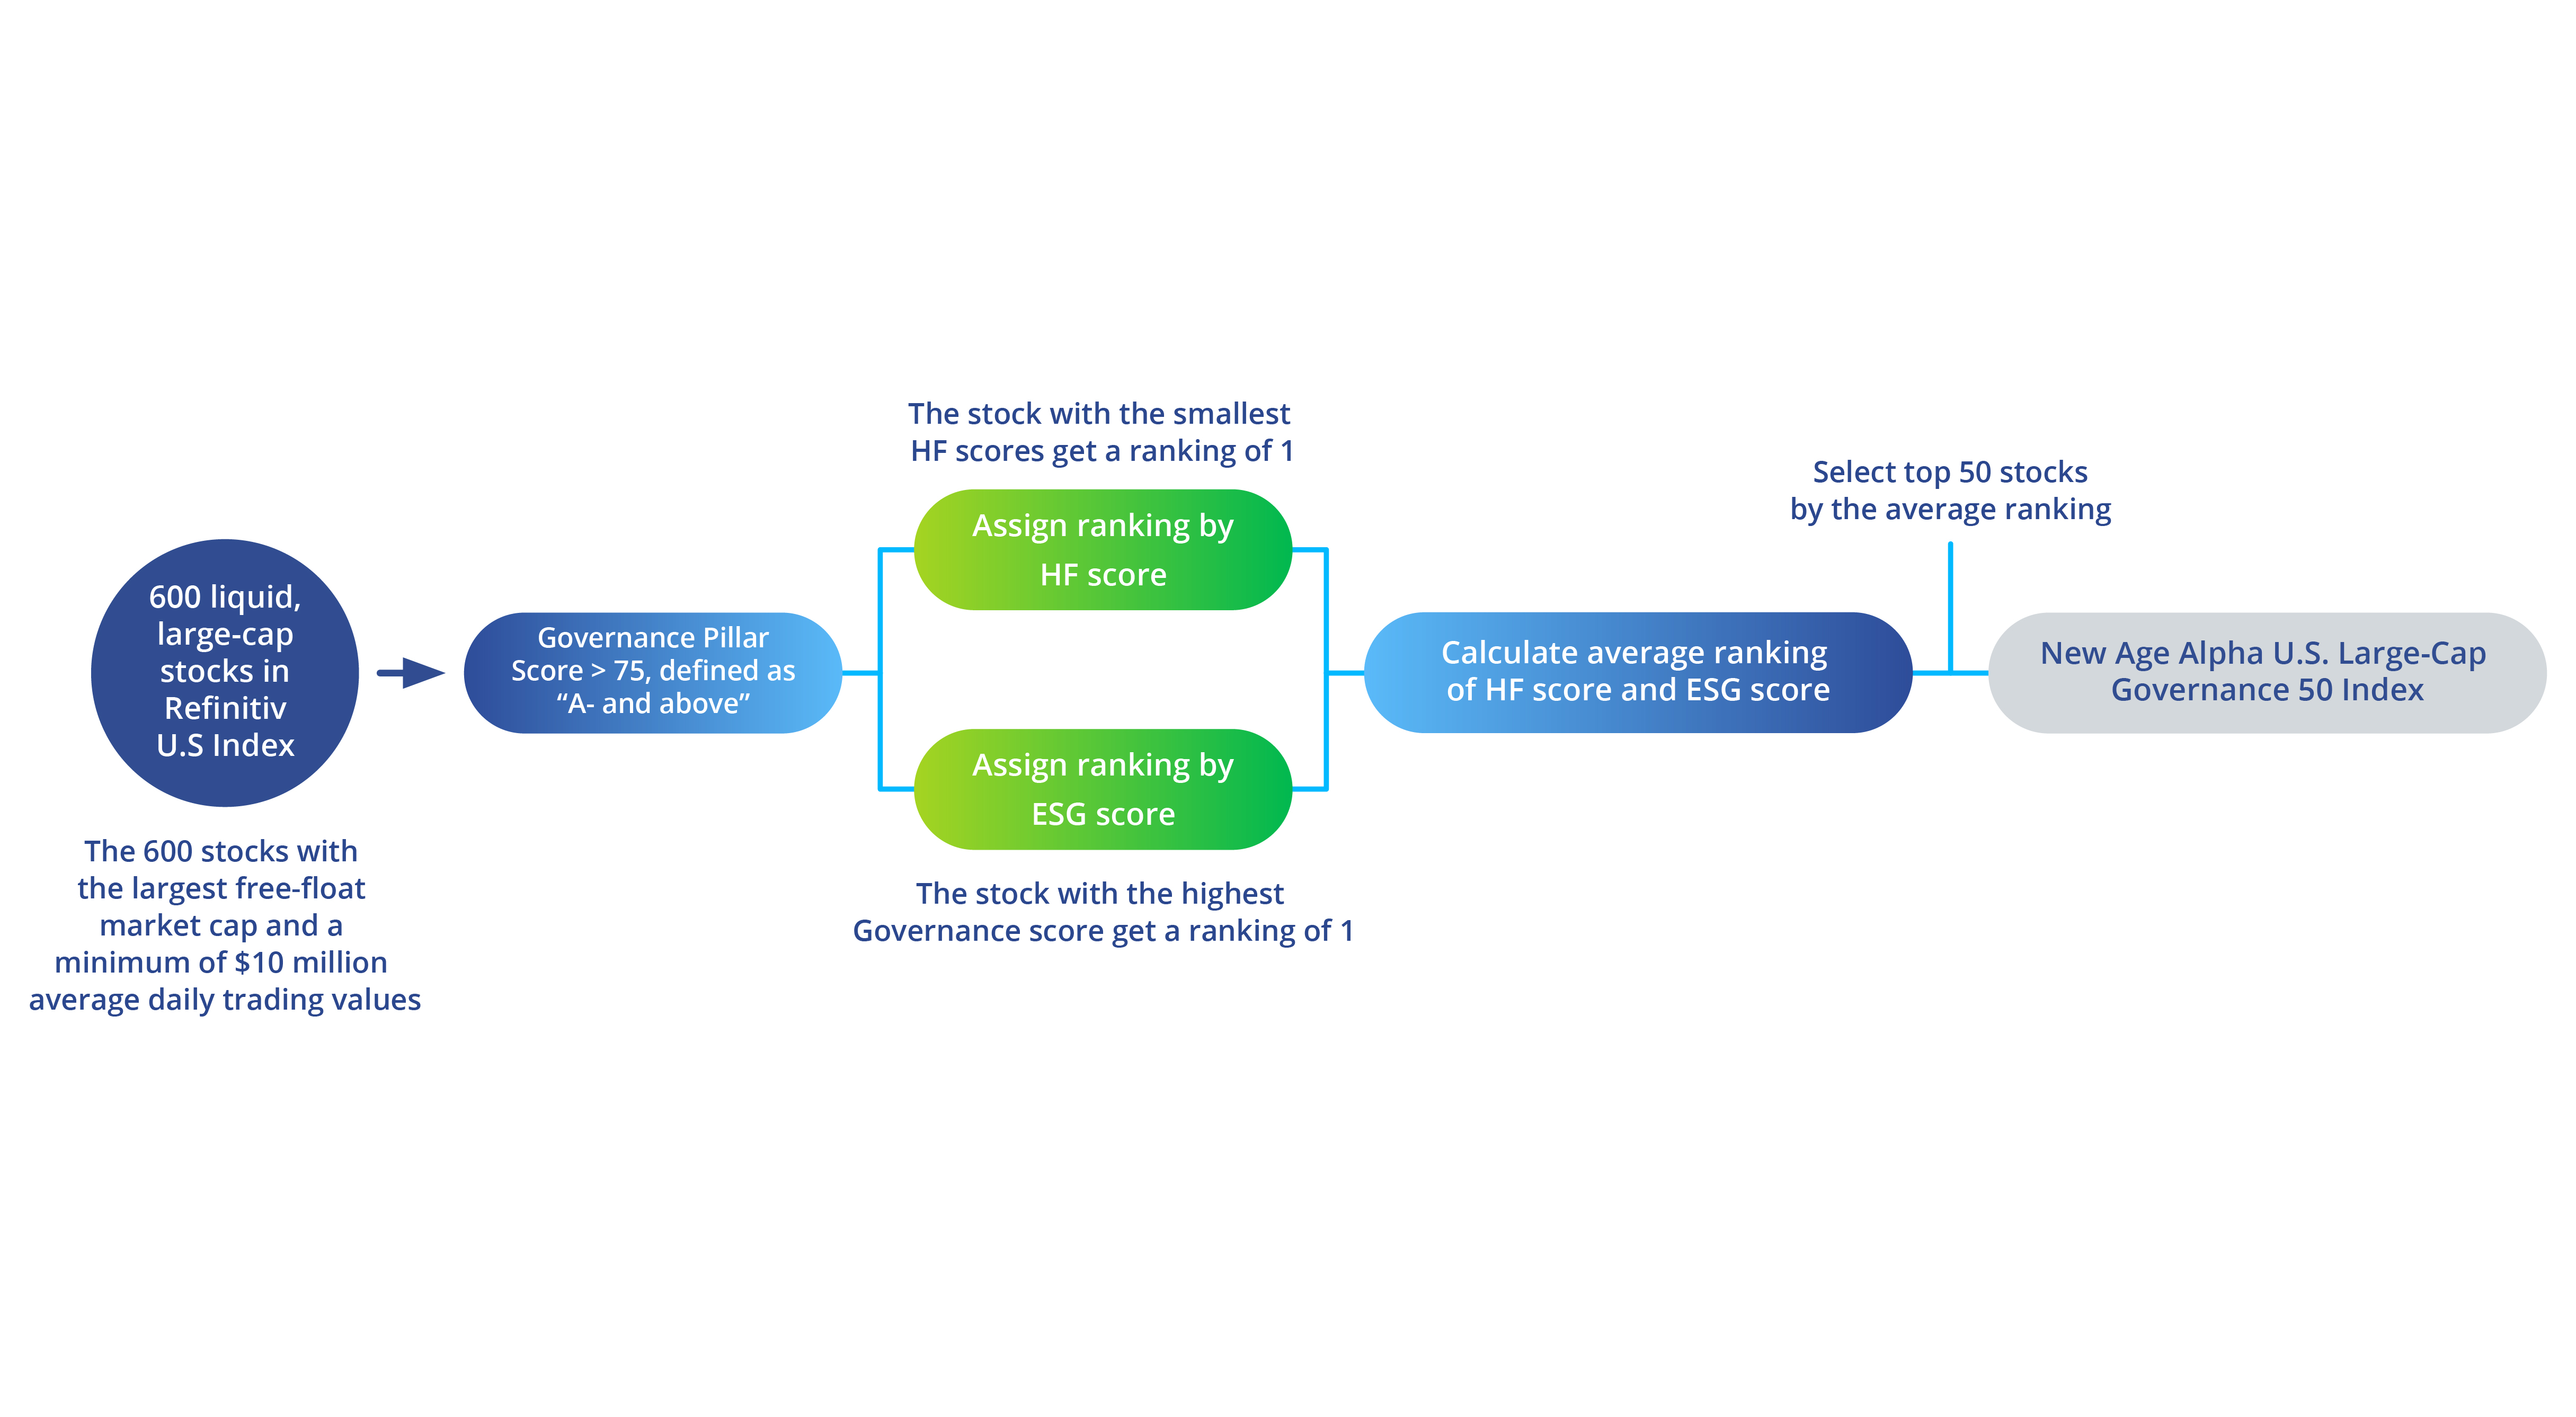 600 liquid,
large-cap
stocks in
Refinitiv
U.S Index
The 600 stocks with
the largest free-float
market cap and a
minimum of $10 million
average daily trading values
Governance Pillar
Score > 75, defined as
“A- and above”
The stock with the smallest
HF scores get a ranking of 1
Assign ranking by
HF score
Assign ranking by
ESG score
The stock with the highest
Governance score get a ranking of 1
Calculate average ranking
of HF score and ESG score
Select top 50 stocks
by the average ranking
New Age Alpha U.S. Large-Cap
Governance 50 Index